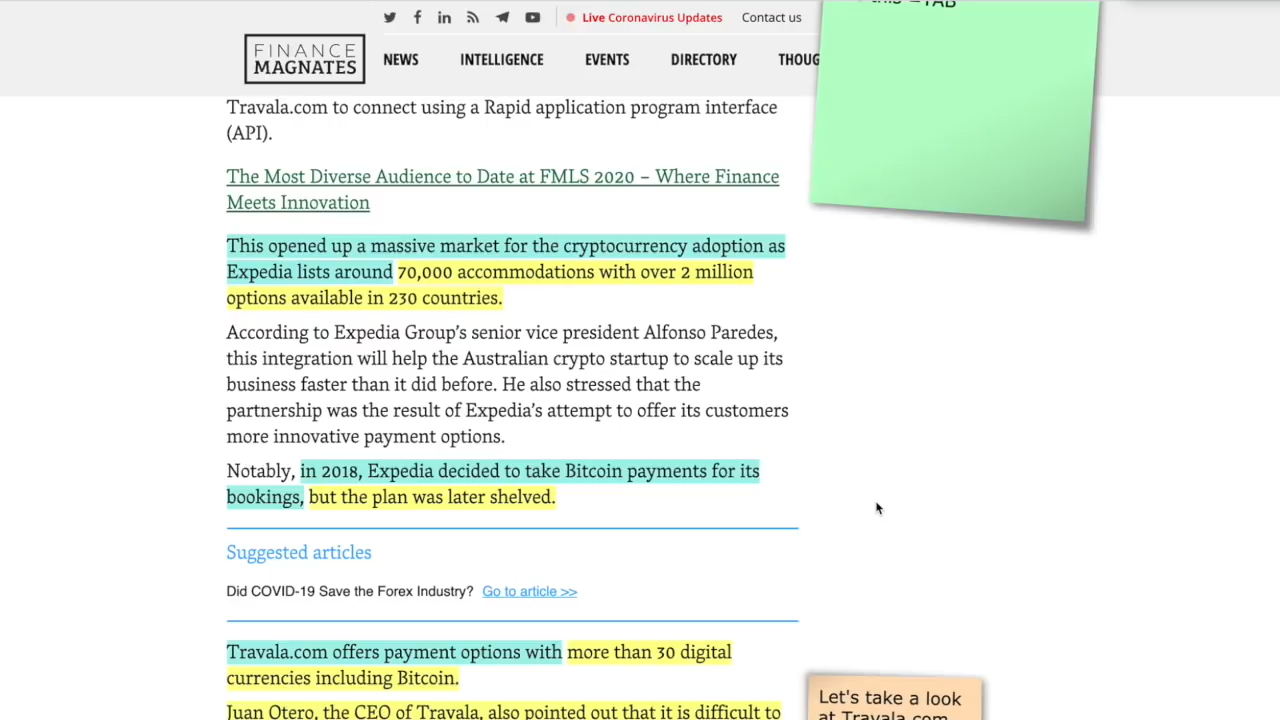 this = TAB
Live Coronavirus Updates
Contact us
FINANCE
MAGNATES
NEWS
INTELLIGENCE
EVENTS
DIRECTORY
THOUG
Travala.com to connect using a Rapid application program interface
(API).
The Most Diverse Audience to Date at FMLS 2020 – Where Finance
Meets Innovation
This opened up a massive market for the cryptocurrency adoption as
Expedia lists around 70,000 accommodations with over 2 million
options available in 230 countries.
According to Expedia Group’s senior vice president Alfonso Paredes,
this integration will help the Australian crypto startup to scale up its
business faster than it did before. He also stressed that the
partnership was the result of Expedia’s attempt to offer its customers
more innovative payment options.
Notably, in 2018, Expedia decided to take Bitcoin payments for its
bookings, but the plan was later shelved.
Suggested articles
Did COVID-19 Save the Forex Industry? Go to article >>
Travala.com offers payment options with more than 30 digital
currencies including Bitcoin.
Juan Otero, the CEO of Travala, also pointed out that it is difficult to
Let's take a look
at Travala.com